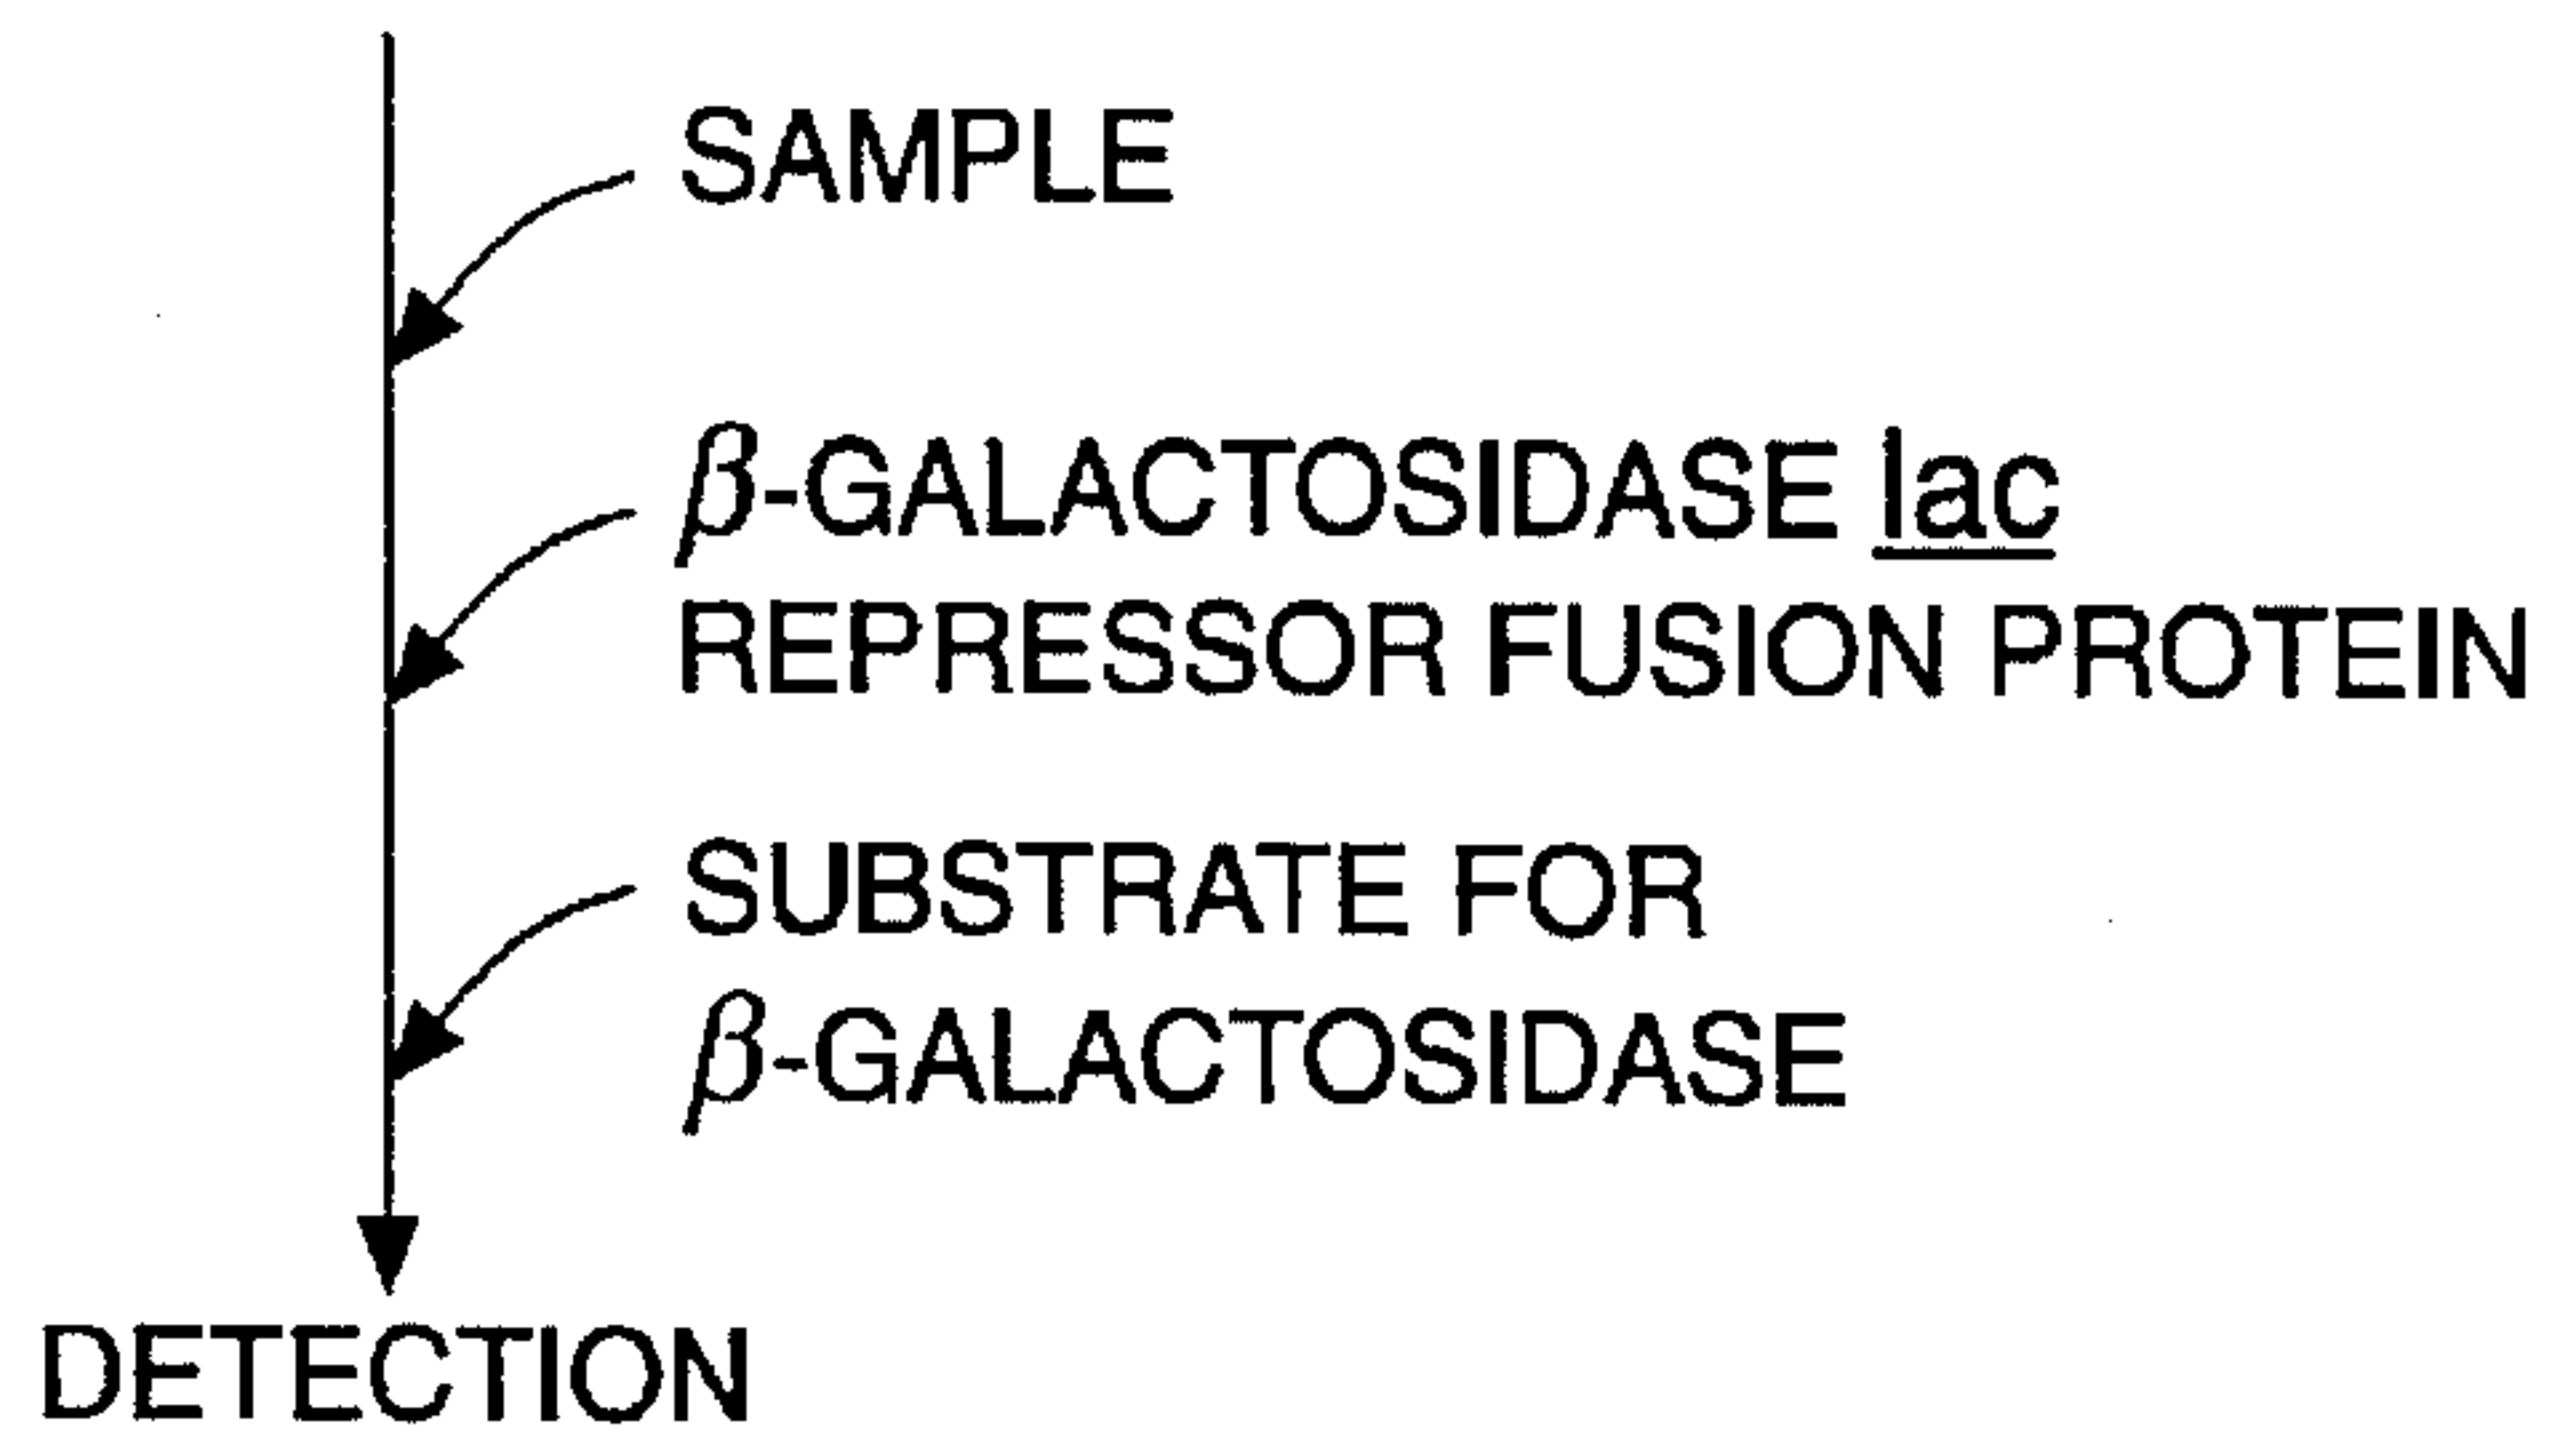 SAMPLE
β-GALACTOSIDASE lac
REPRESSOR FUSION PROTEIN
SUBSTRATE FOR
β-GALACTOSIDASE
DETECTION